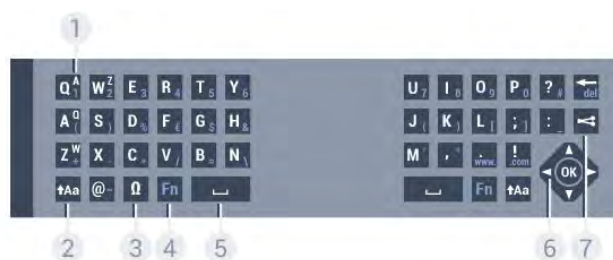 1
Q A 1 W Z 2 E 3 R 4 T 5 Y 6 U 7 I 8 O 9 P 0 ? # del
A Q ( S ) D % F € G $ H & J ( K ) L [ ; ] : _
Z W + X - C × V / B = N \ M , . www. ! .com OK
Aa @ ~ Ω Fn Fn Aa
2 3 4 5 6 7